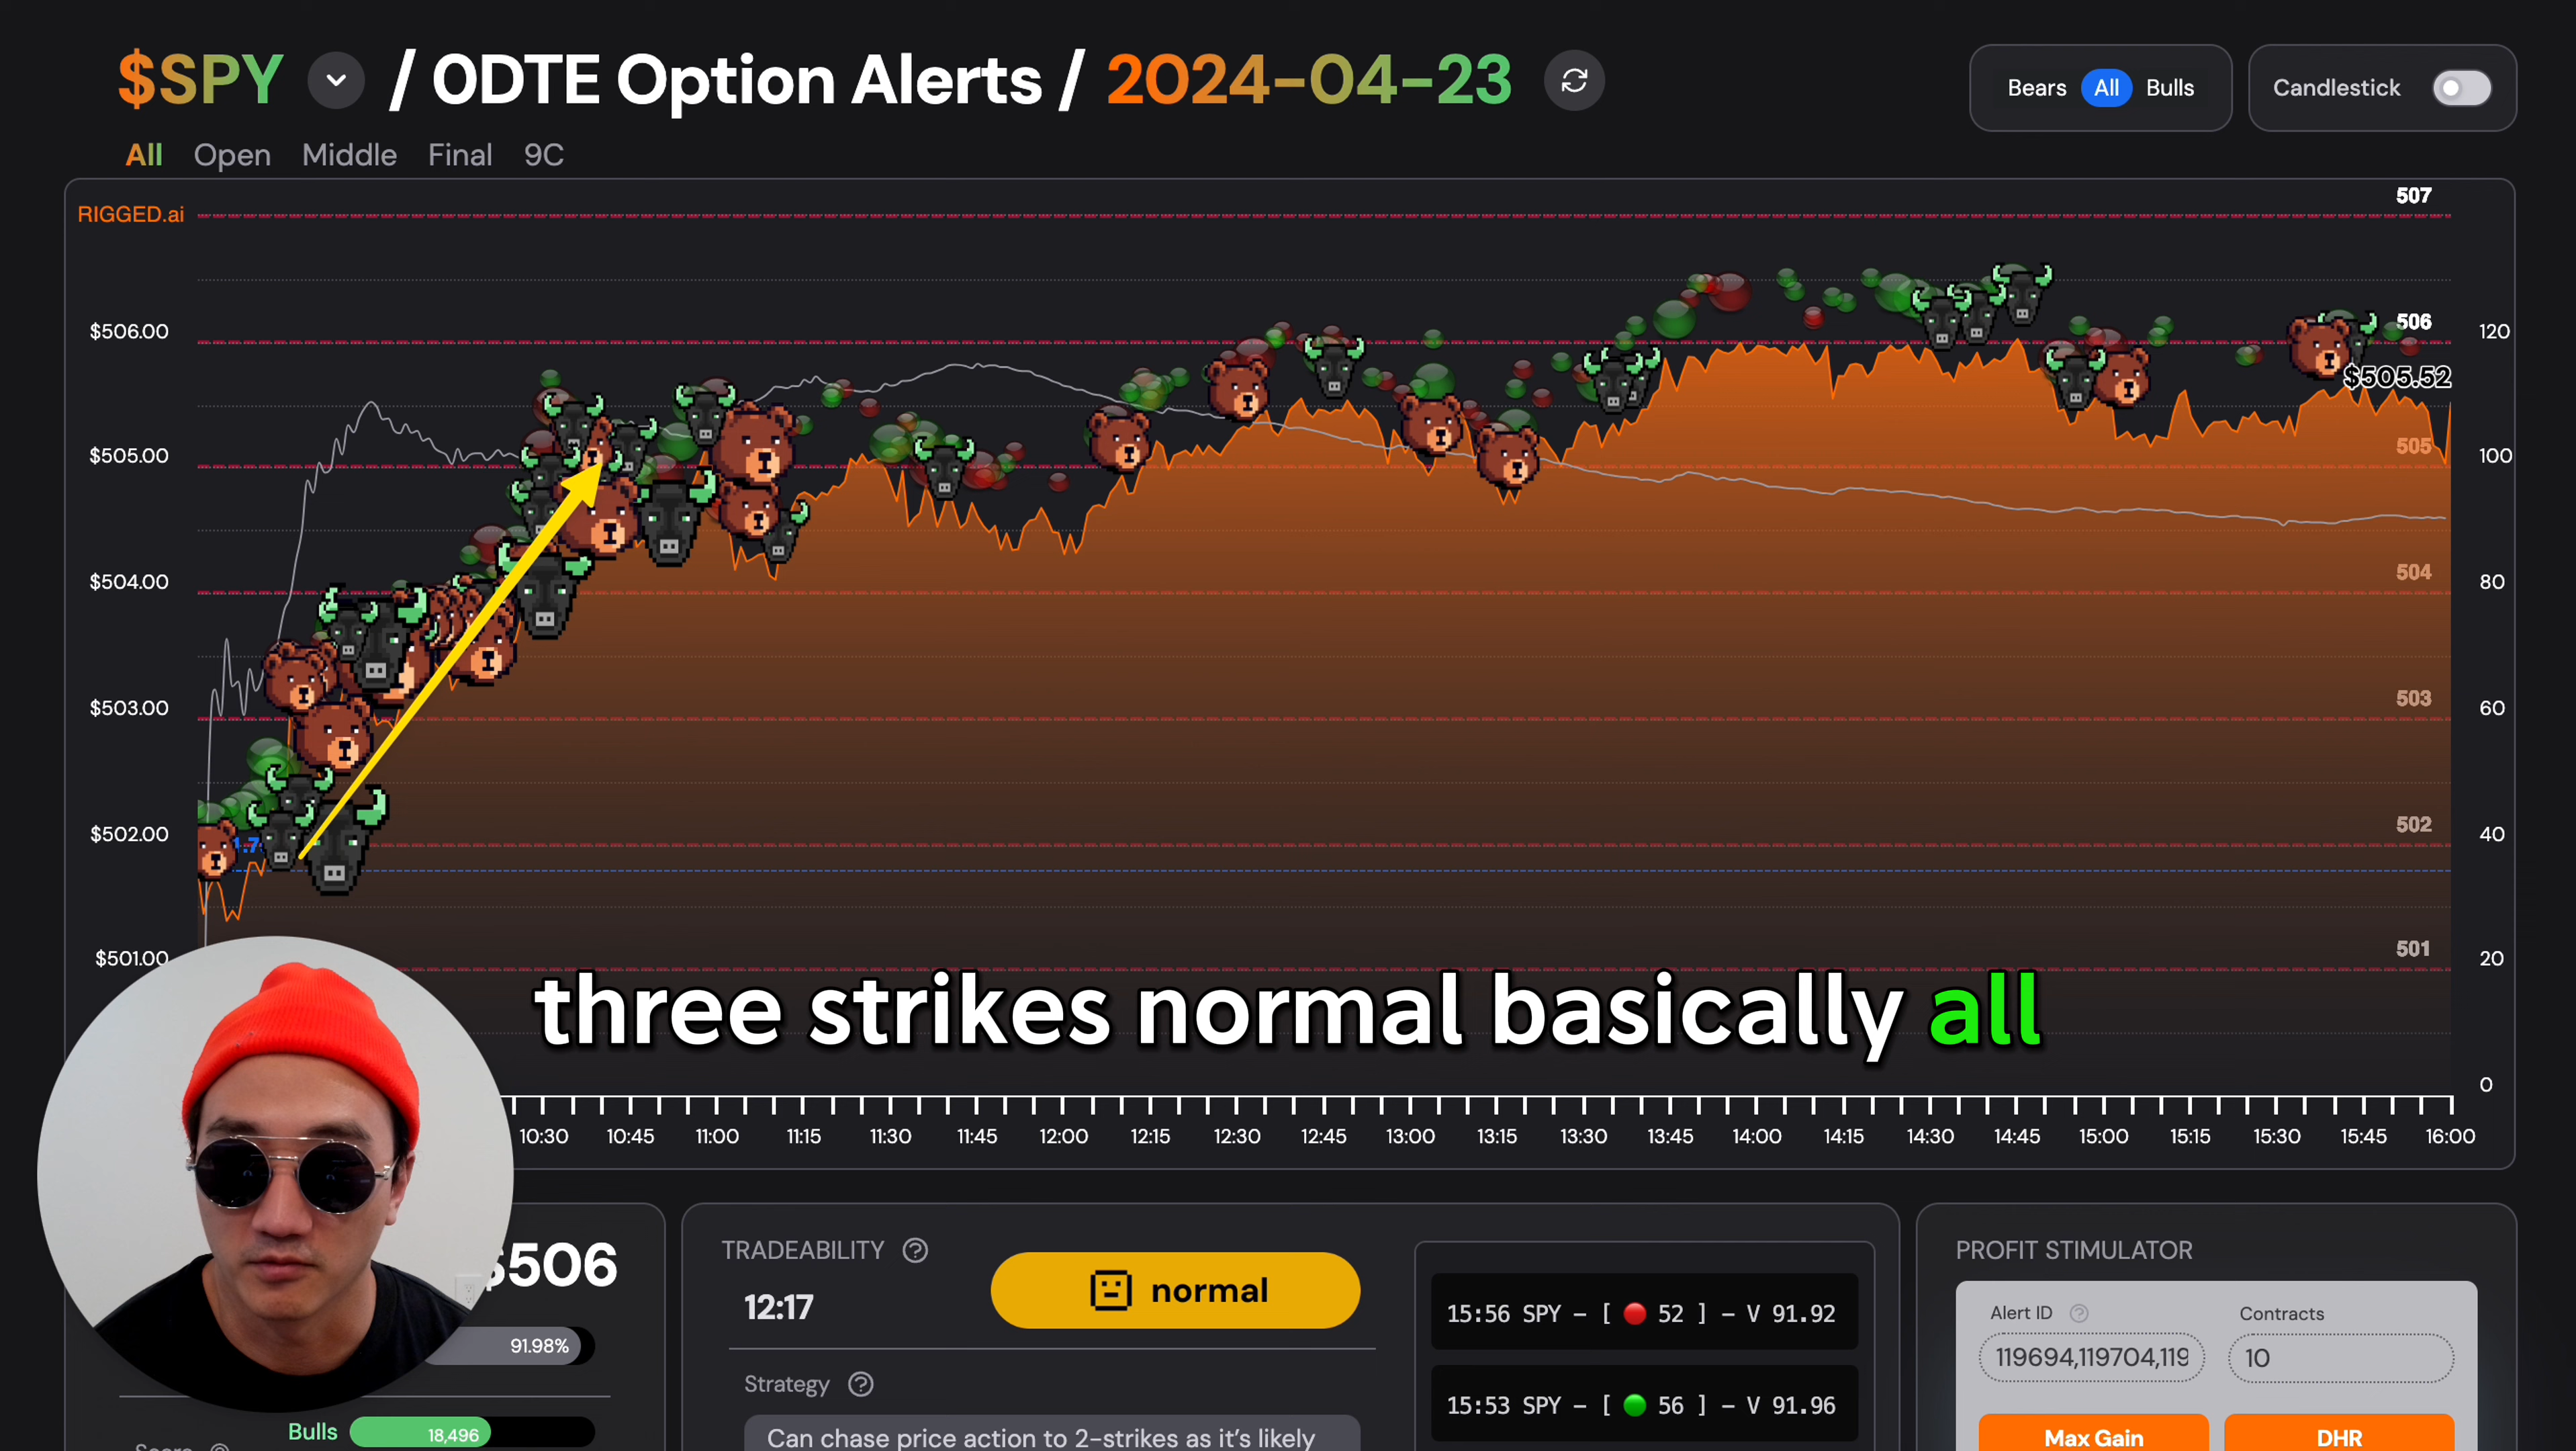 $SPY / 0DTE Option Alerts / 2024-04-23
Bears All Bulls
Candlestick
All Open Middle Final 9C
RIGGED.ai
507
$506.00
506
120
$505.52
$505.00
505
100
$504.00
504
80
$503.00
503
60
$502.00
502
40
$501.00
501
20
three strikes normal basically all
0
10:30 10:45 11:00 11:15 11:30 11:45 12:00 12:15 12:30 12:45 13:00 13:15 13:30 13:45 14:00 14:15 14:30 14:45 15:00 15:15 15:30 15:45 16:00
$506
91.98%
Bulls 18,496
TRADEABILITY ?
12:17
normal
Strategy ?
Can chase price action to 2-strikes as it's likely
15:56 SPY - [ 🔴 52 ] - V 91.92
15:53 SPY - [ 🟢 56 ] - V 91.96
PROFIT STIMULATOR
Alert ID ?
Contracts
119694,119704,119
10
Max Gain
DHR